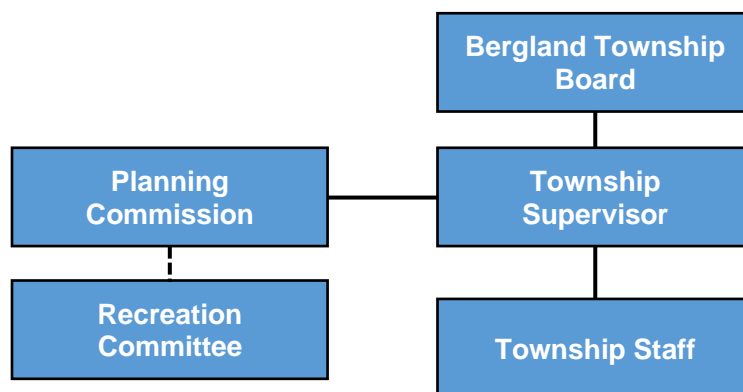 Bergland Township
Board
Planning
Commission
Township
Supervisor
Recreation
Committee
Township Staff